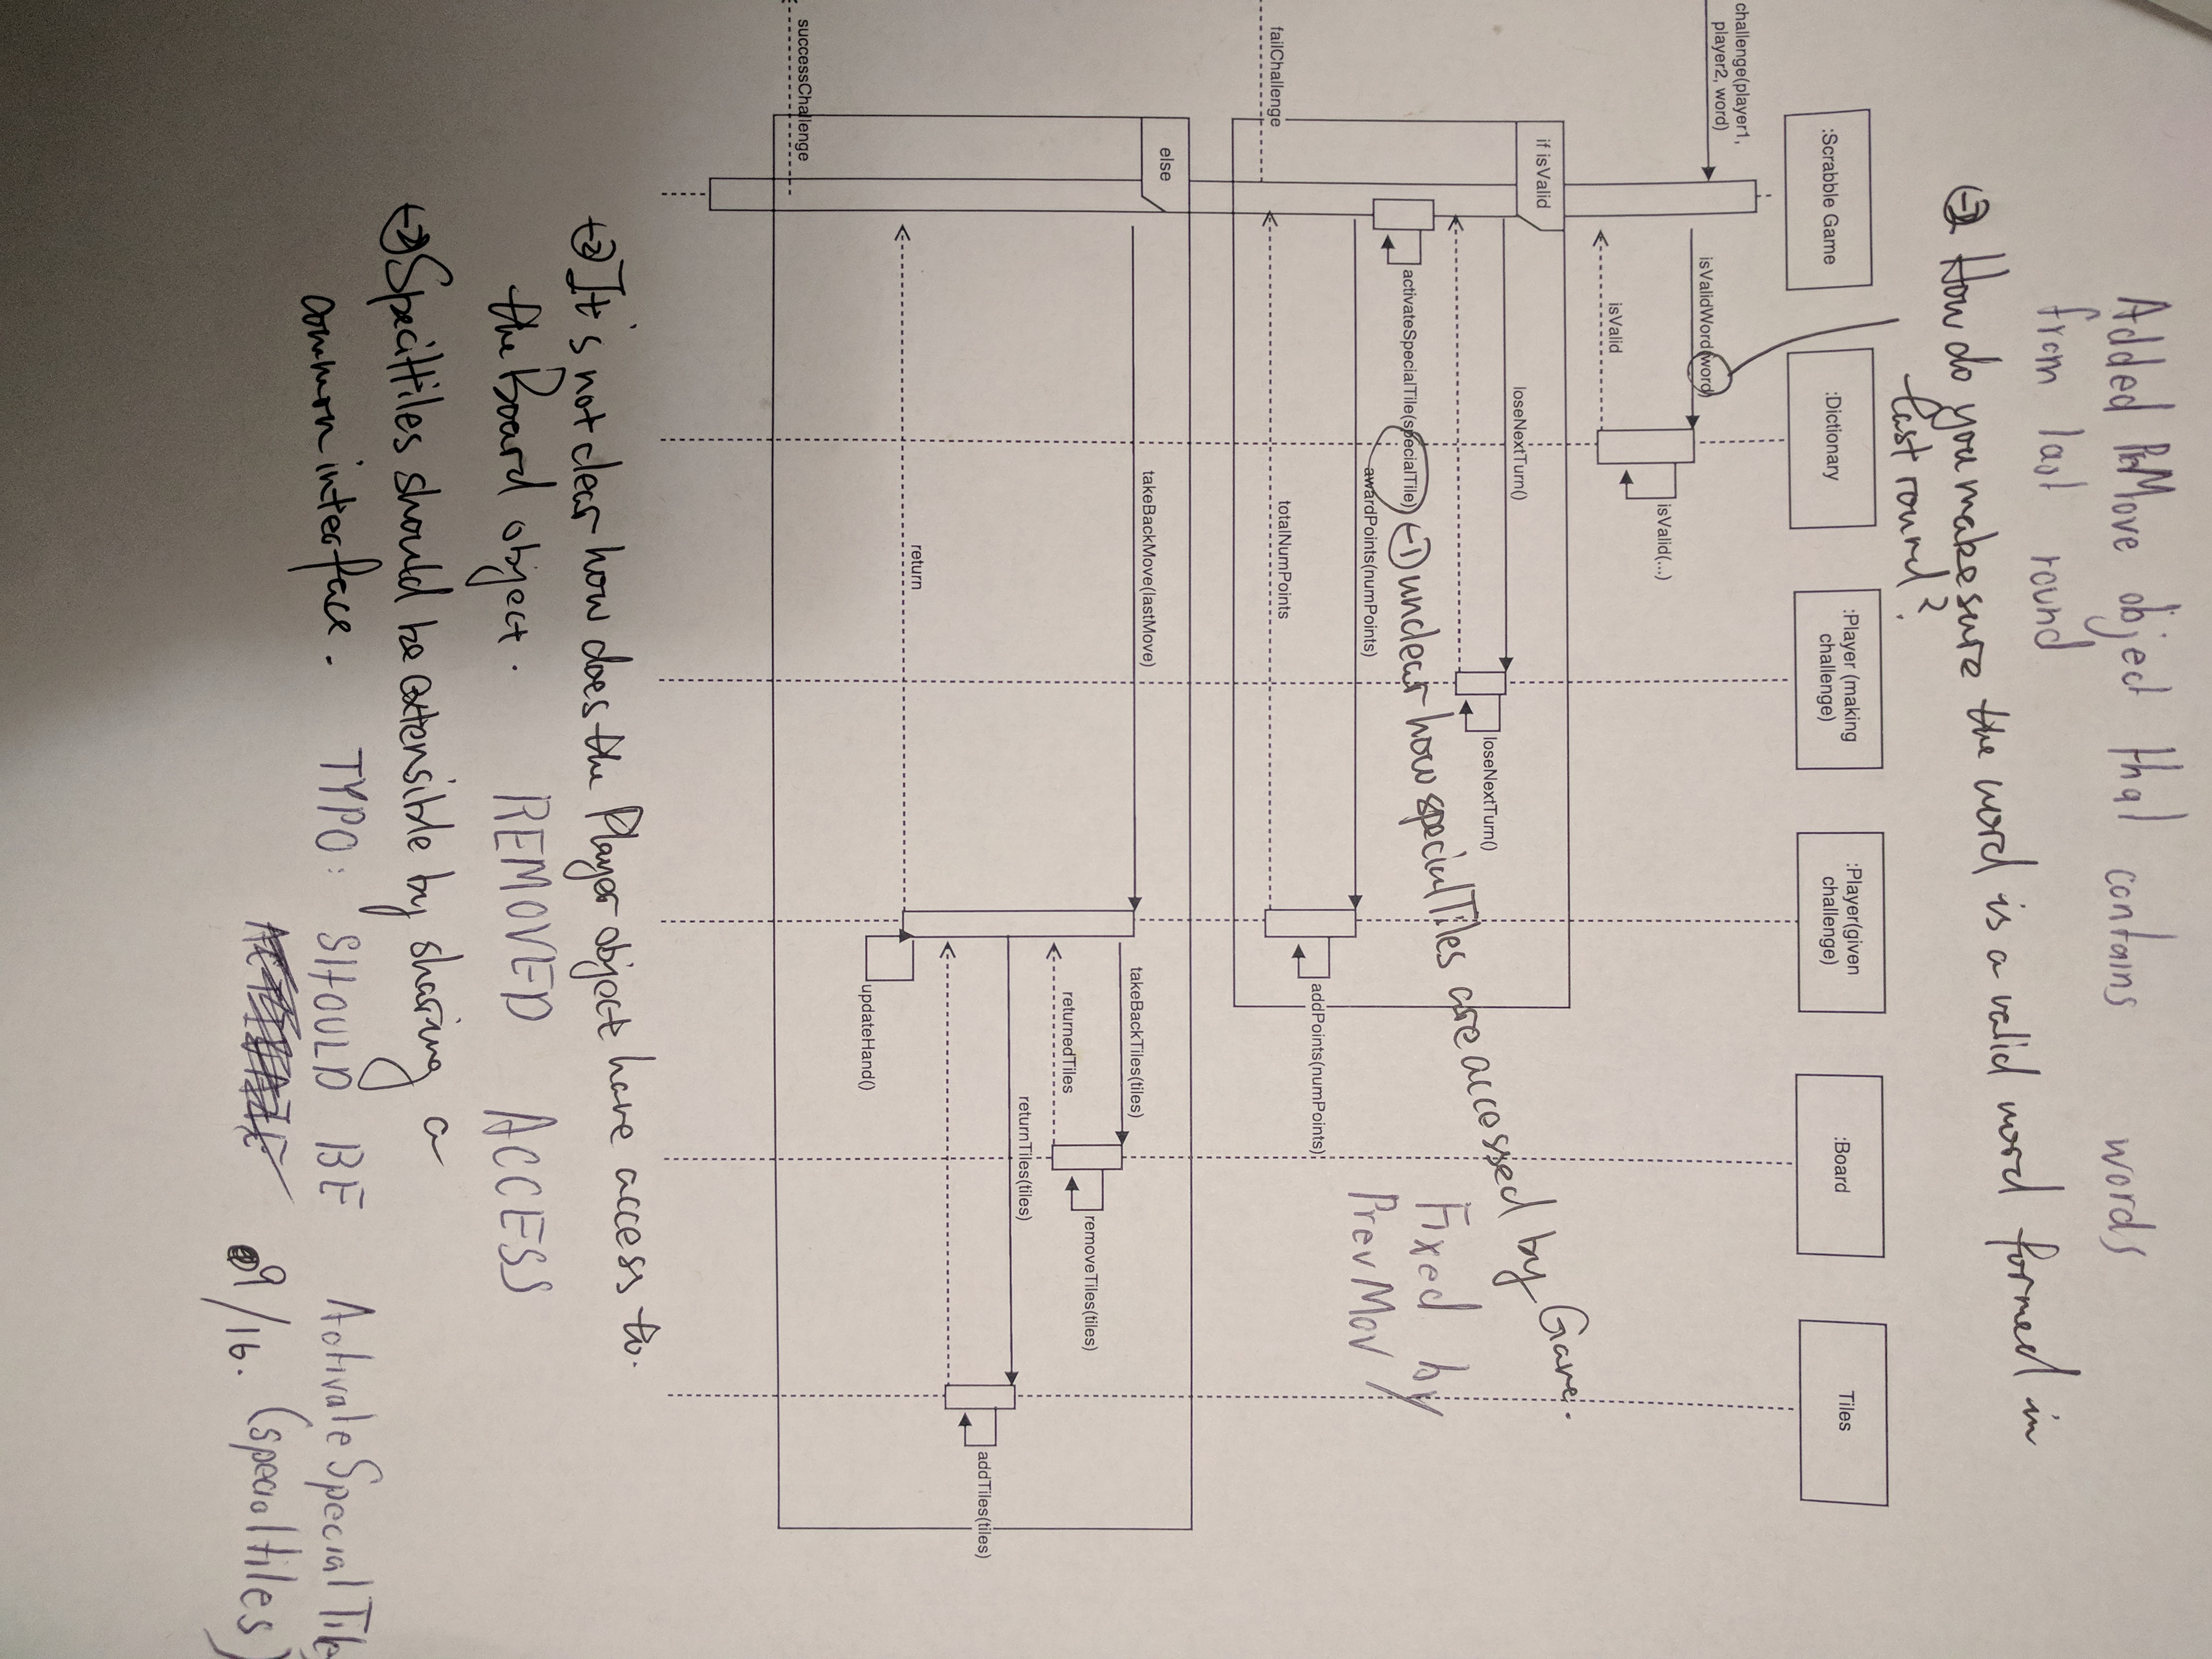 Added PrevMove object that contains words
from last round
-2 How do you make sure the word is a valid word formed in
last round?
:Scrabble Game
:Dictionary
:Player (making
challenge)
:Player(given
challenge)
:Board
Tiles
challenge(player1,
player2, word)
isValidWord(word)
isValid(...)
isValid
if isValid
loseNextTurn()
loseNextTurn()
activateSpecialTile(specialTile)
-1 unclear how specialTiles are accessed by Game.
Fixed by
PrevMov
awardPoints(numPoints)
addPoints(numPoints)
failChallenge
totalNumPoints
else
takeBackMove(lastMove)
takeBackTiles(tiles)
removeTiles(tiles)
returnedTiles
returnTiles(tiles)
addTiles(tiles)
return
updateHand()
successChallenge
-2 It's not clear how does the Player object have access to
the Board object. REMOVED ACCESS
-2 should be extensible by sharing a
common interface. TYPO: SHOULD BE ActivateSpecialTile
9/16. (specialtiles)